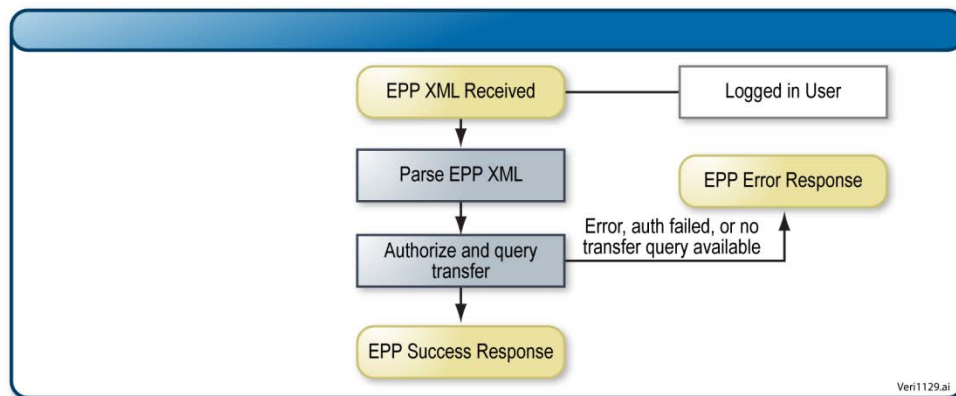 EPP XML Received
Logged in User
Parse EPP XML
EPP Error Response
Error, auth failed, or no
transfer query available
Authorize and query
transfer
EPP Success Response
Veri1129.ai